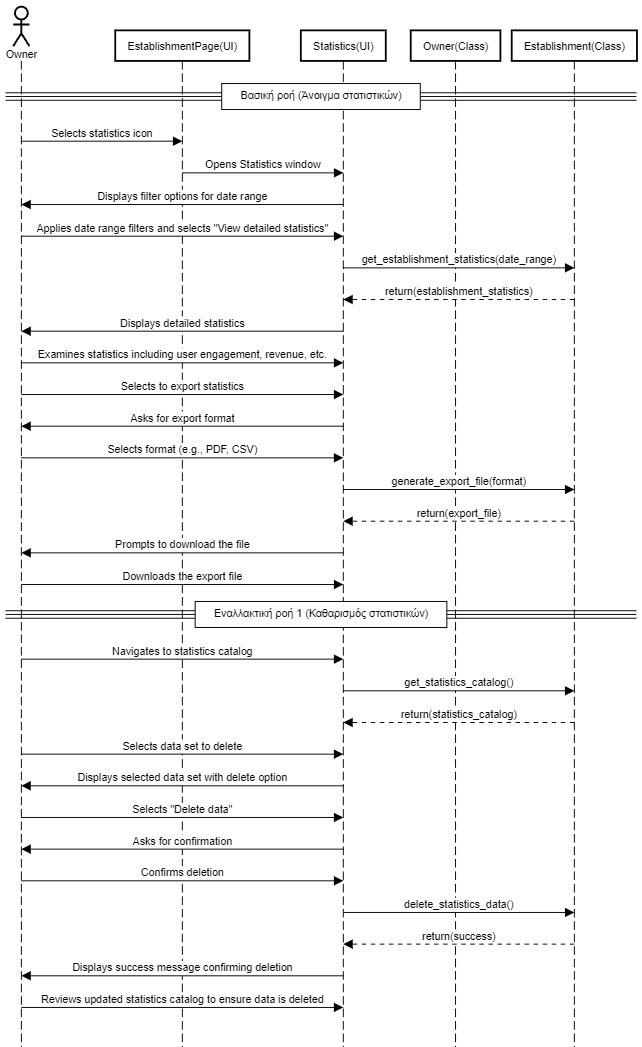 Owner
EstablishmentPage(UI)
Statistics(UI)
Owner(Class)
Establishment(Class)
Βασική ροή (Άνοιγμα στατιστικών)
Selects statistics icon
Opens Statistics window
Displays filter options for date range
Applies date range filters and selects "View detailed statistics"
get_establishment_statistics(date_range)
return(establishment_statistics)
Displays detailed statistics
Examines statistics including user engagement, revenue, etc.
Selects to export statistics
Asks for export format
Selects format (e.g., PDF, CSV)
generate_export_file(format)
return(export_file)
Prompts to download the file
Downloads the export file
Εναλλακτική ροή 1 (Καθαρισμός στατιστικών)
Navigates to statistics catalog
get_statistics_catalog()
return(statistics_catalog)
Selects data set to delete
Displays selected data set with delete option
Selects "Delete data"
Asks for confirmation
Confirms deletion
delete_statistics_data()
return(success)
Displays success message confirming deletion
Reviews updated statistics catalog to ensure data is deleted